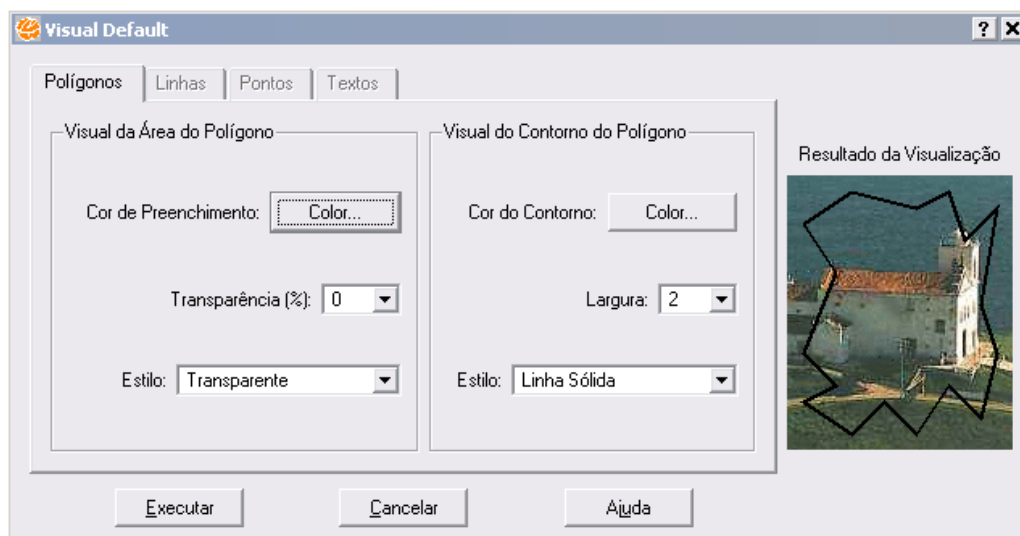 Visual Default
Polígonos Linhas Pontos Textos
Visual da Área do Polígono
Cor de Preenchimento: Color...
Transparência (%): 0
Estilo: Transparente
Visual do Contorno do Polígono
Cor do Contorno: Color...
Largura: 2
Estilo: Linha Sólida
Resultado da Visualização
Executar Cancelar Ajuda